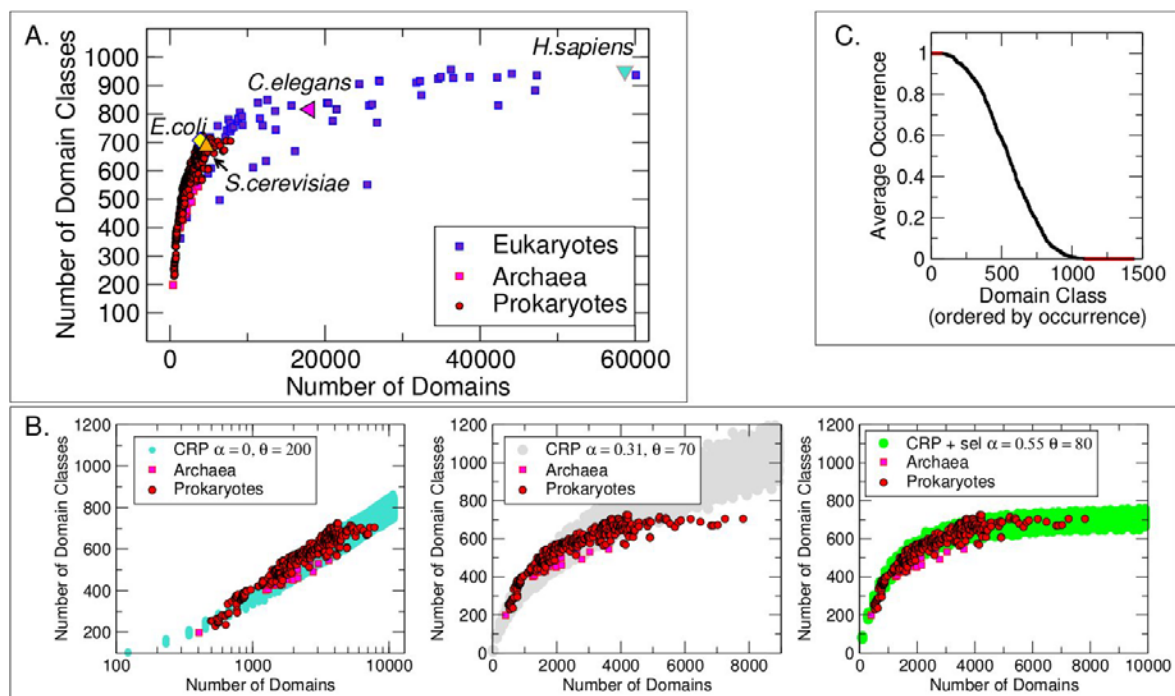 A.
Number of Domain Classes
1000
900
800
700
600
500
400
300
200
100
H.sapiens
C.elegans
E.coli
S.cerevisiae
Eukaryotes
Archaea
Prokaryotes
0 20000 40000 60000
Number of Domains
C.
Average Occurrence
1
0.8
0.6
0.4
0.2
0
0 500 1000 1500
Domain Class
(ordered by occurrence)
B.
Number of Domain Classes
1200
1000
800
600
400
200
CRP α = 0, θ = 200
Archaea
Prokaryotes
100 1000 10000
Number of Domains
Number of Domain Classes
1200
1000
800
600
400
200
0
CRP α = 0.31, θ = 70
Archaea
Prokaryotes
0 2000 4000 6000 8000
Number of Domains
Number of Domain Classes
1200
1000
800
600
400
200
0
CRP + sel α = 0.55 θ = 80
Archaea
Prokaryotes
0 2000 4000 6000 8000 10000
Number of Domains